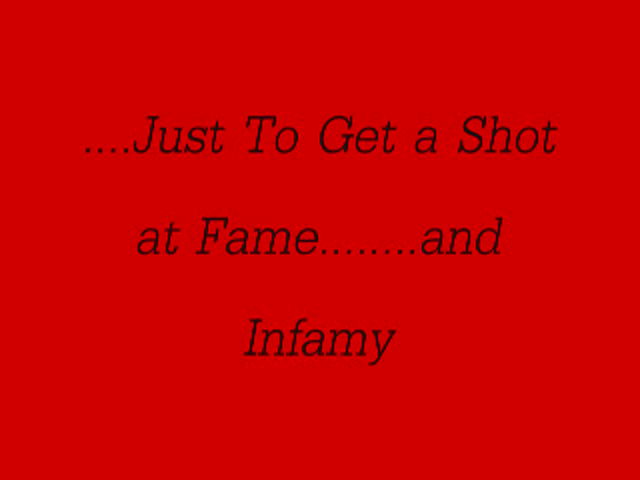 ....Just To Get a Shot
at Fame........and
Infamy